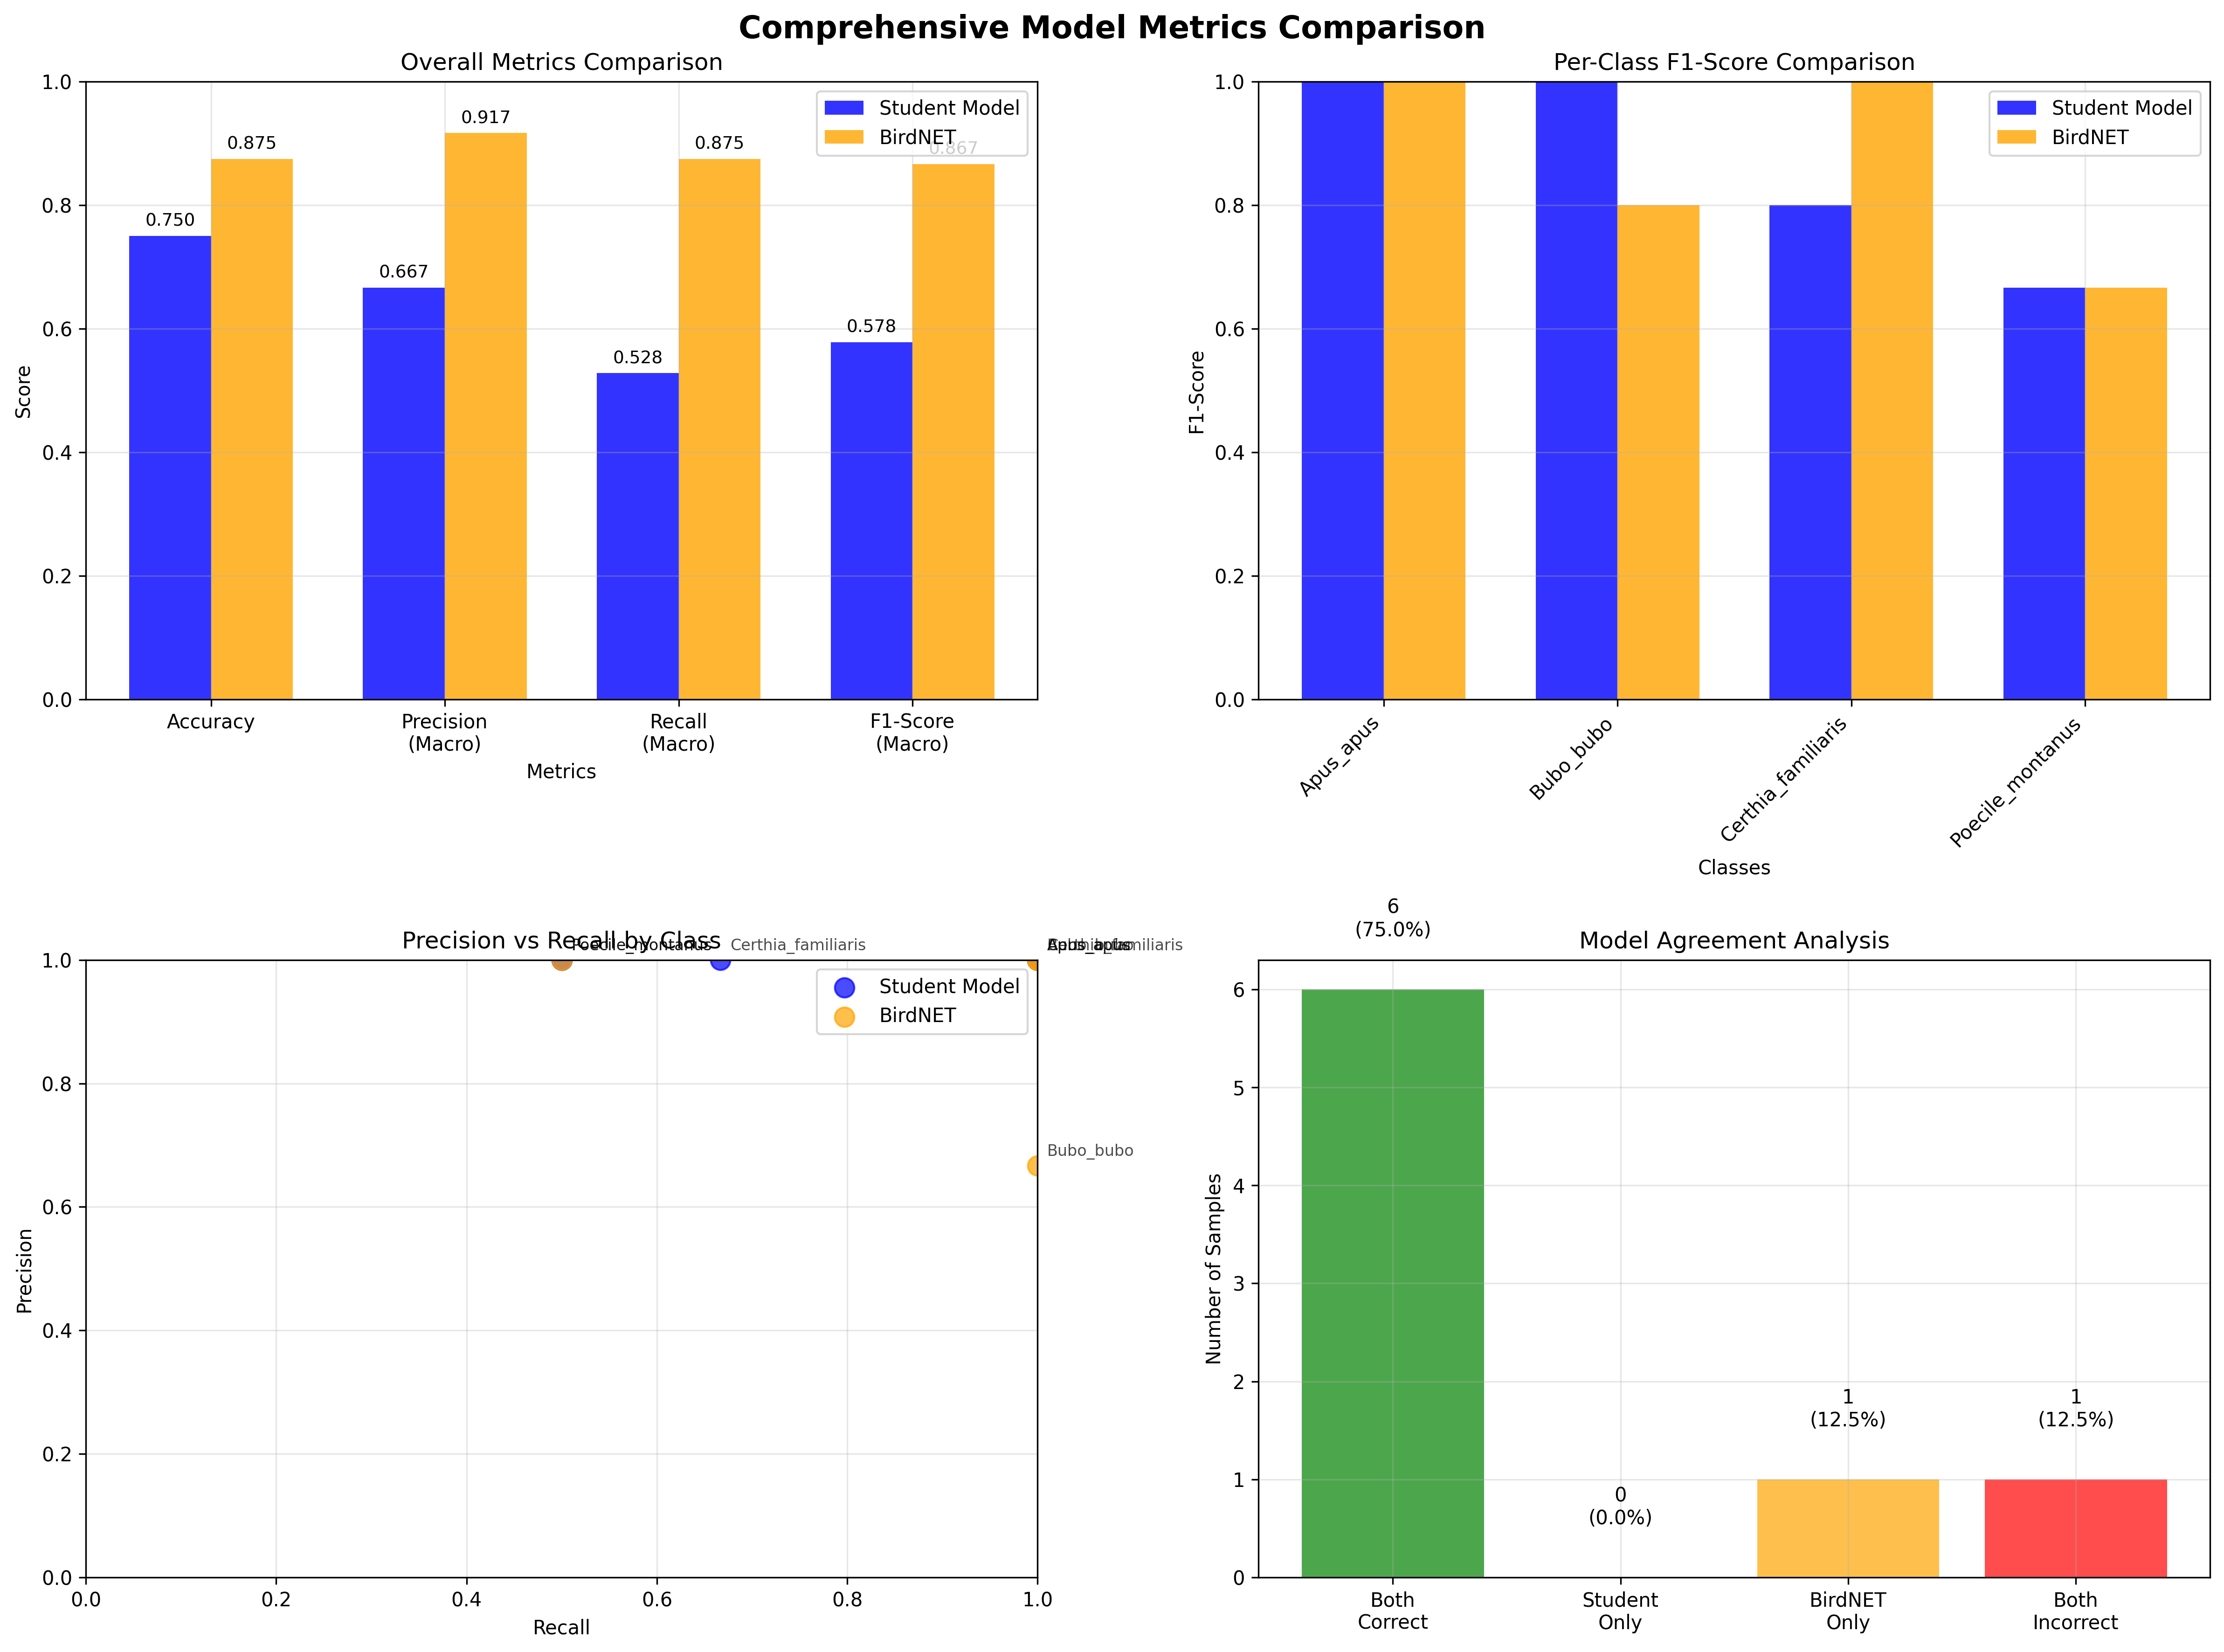 Comprehensive Model Metrics Comparison
Overall Metrics Comparison
Score
1.0
0.8
0.6
0.4
0.2
0.0
0.750
0.875
0.667
0.917
0.528
0.875
0.578
0.867
Student Model
BirdNET
Accuracy
Precision
(Macro)
Recall
(Macro)
F1-Score
(Macro)
Metrics
Per-Class F1-Score Comparison
F1-Score
1.0
0.8
0.6
0.4
0.2
0.0
Student Model
BirdNET
Apus_apus
Bubo_bubo
Certhia_familiaris
Poecile_montanus
Classes
Precision vs Recall by Class
Poecile_montanus
Certhia_familiaris
Student Model
BirdNET
Bubo_bubo
Precision
1.0
0.8
0.6
0.4
0.2
0.0
0.0
0.2
0.4
0.6
0.8
1.0
Recall
Model Agreement Analysis
Number of Samples
6
5
4
3
2
1
0
6
(75.0%)
0
(0.0%)
1
(12.5%)
1
(12.5%)
Both
Correct
Student
Only
BirdNET
Only
Both
Incorrect